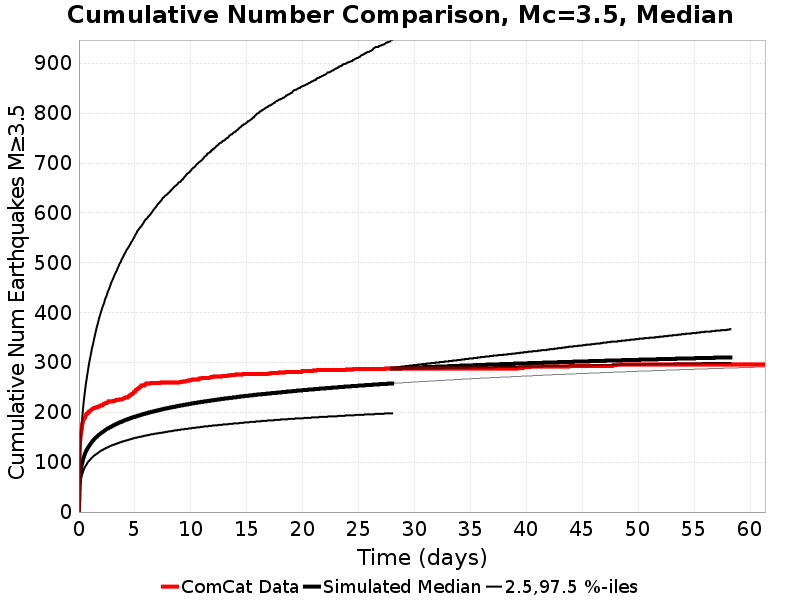 Cumulative Number Comparison, Mc=3.5, Median
Cumulative Num Earthquakes M≥3.5
900
800
700
600
500
400
300
200
100
0
0 5 10 15 20 25 30 35 40 45 50 55 60
Time (days)
ComCat Data Simulated Median 2.5,97.5 %-iles